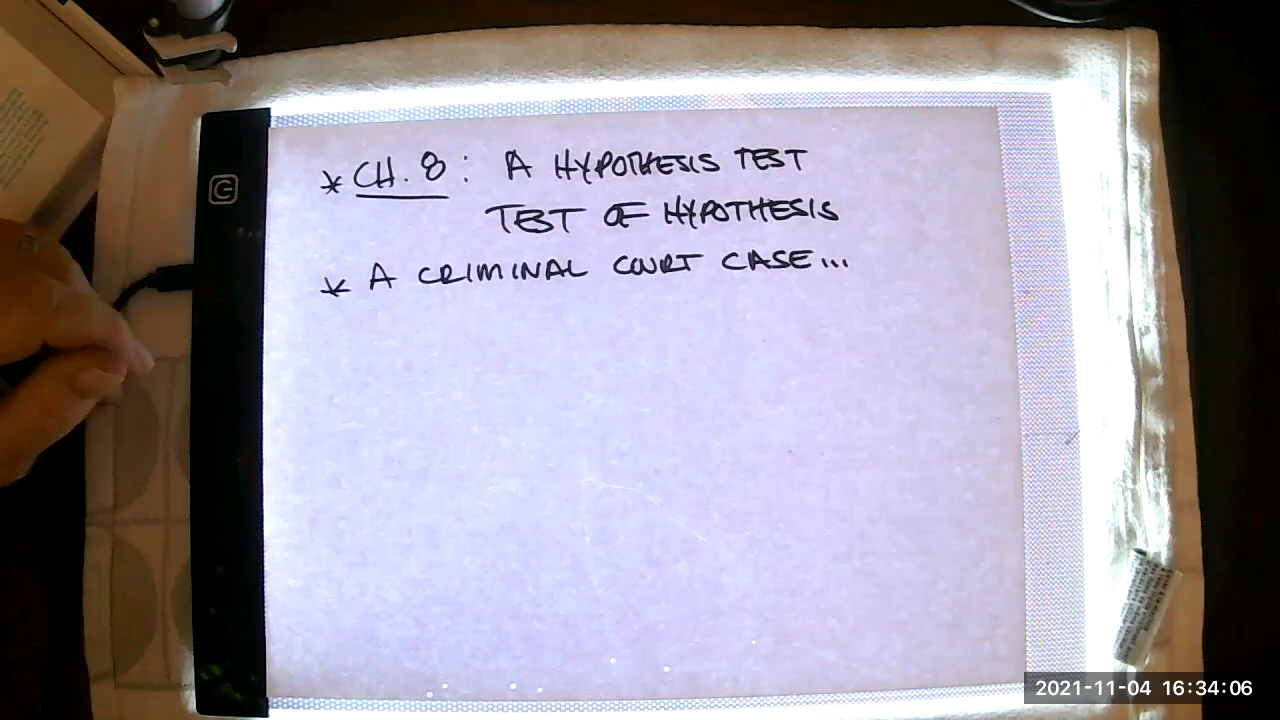 * CH. 8 : A HYPOTHESIS TEST
TEST OF HYPOTHESIS
* A CRIMINAL COURT CASE...
2021-11-04 16:34:06